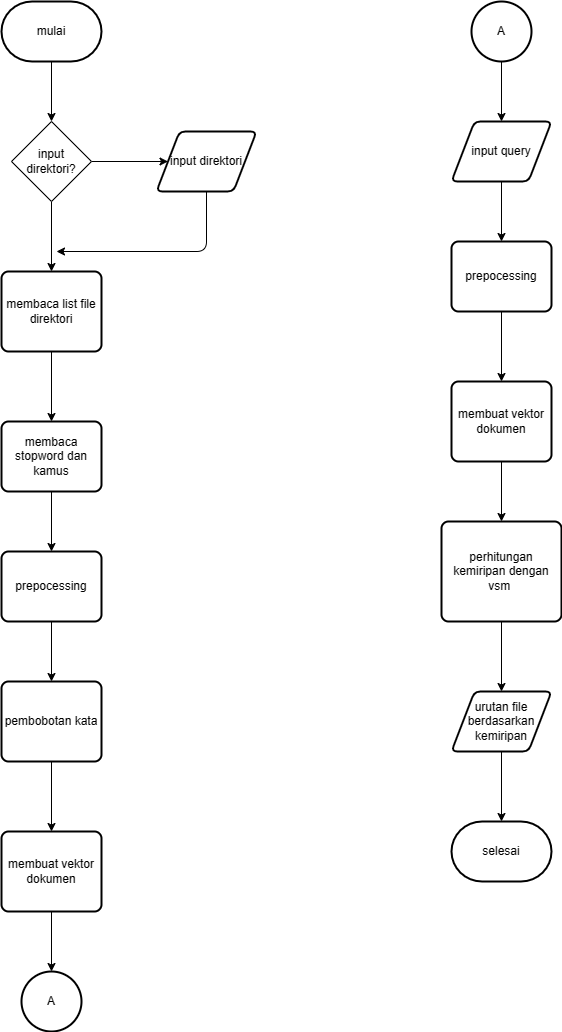 mulai
input
direktori?
input direktori
membaca list file
direktori
membaca
stopword dan
kamus
prepocessing
pembobotan kata
membuat vektor
dokumen
A
A
input query
prepocessing
membuat vektor
dokumen
perhitungan
kemiripan dengan
vsm
urutan file
berdasarkan
kemiripan
selesai